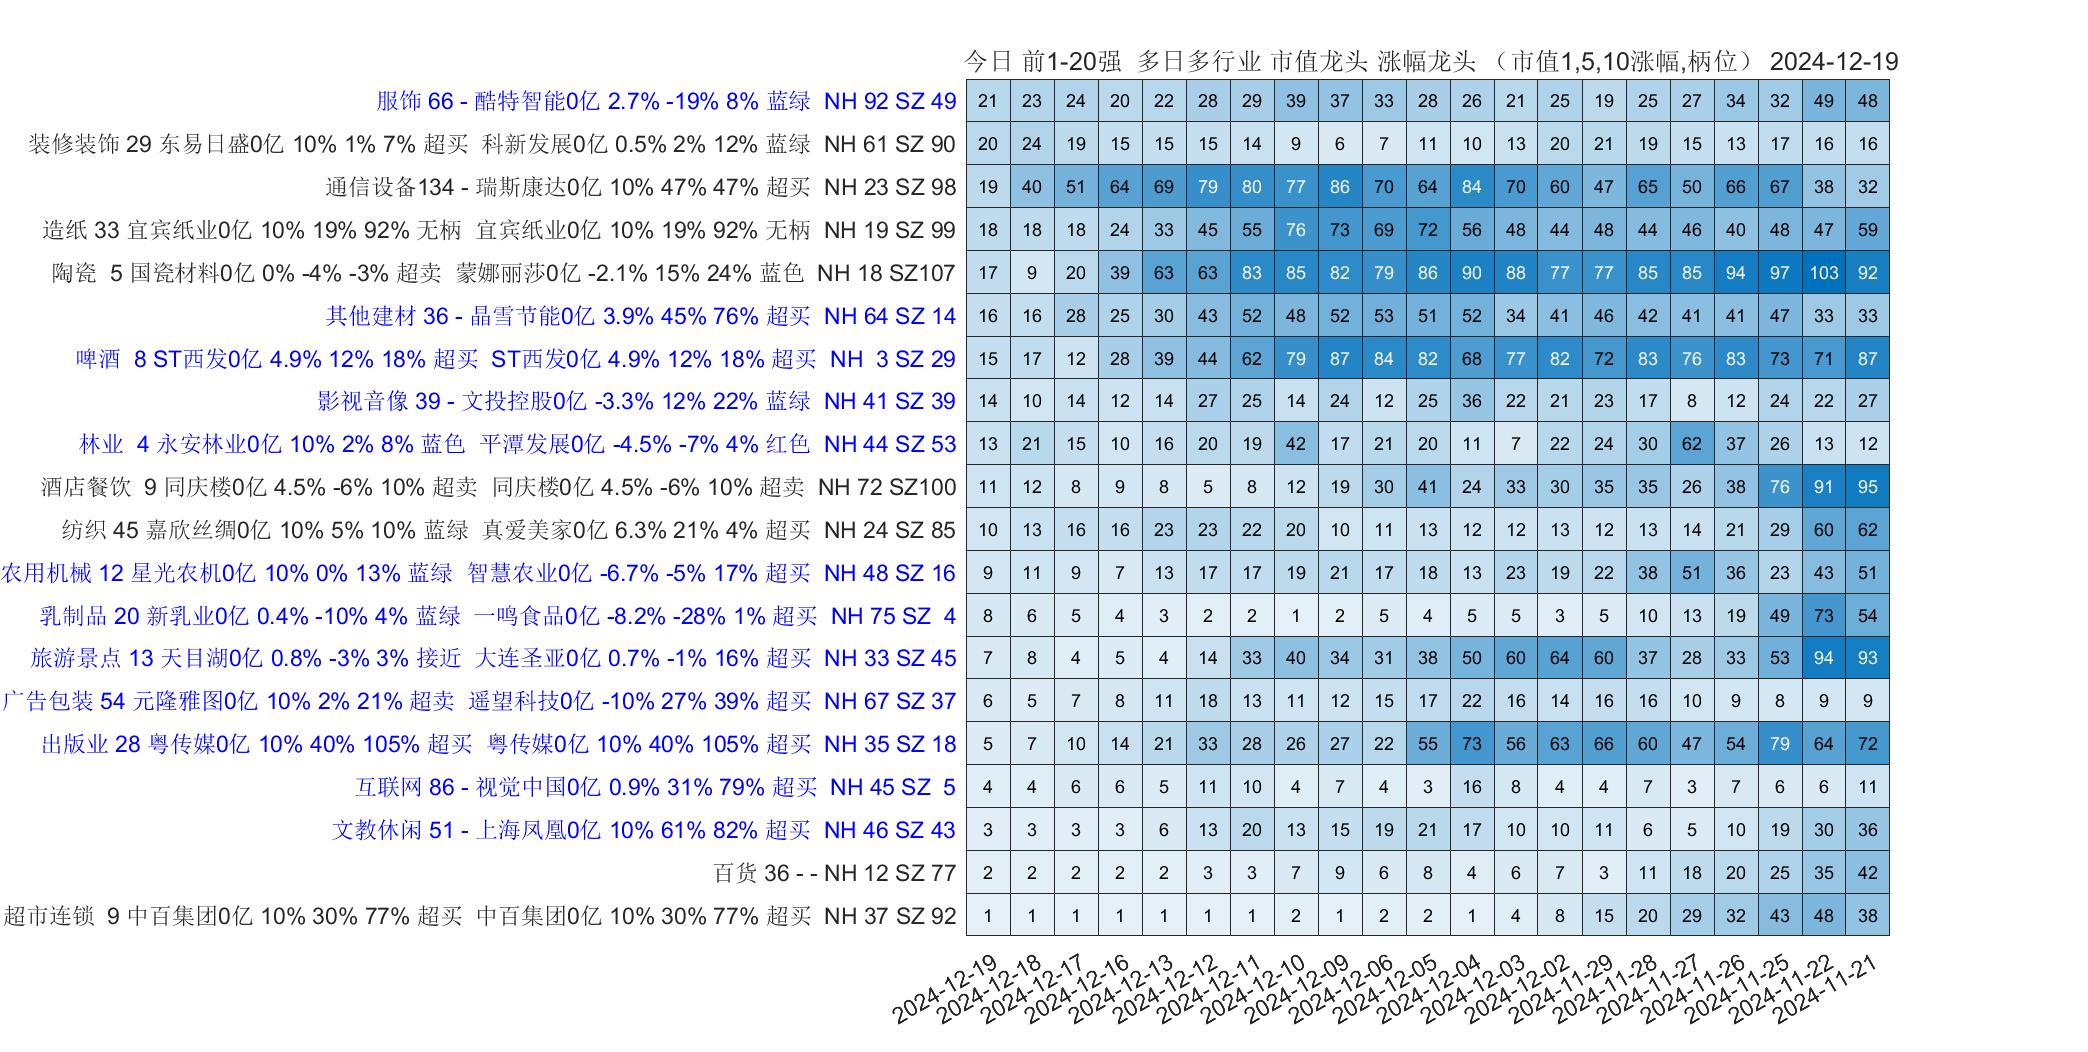 今日 前1-20强 多日多行业 市值龙头 涨幅龙头 （市值1,5,10涨幅,柄位） 2024-12-19
服饰 66 - 酷特智能0亿 2.7% -19% 8% 蓝绿 NH 92 SZ 49 21 23 24 20 22 28 29 39 37 33 28 26 21 25 19 25 27 34 32 49 48
装修装饰 29 东易日盛0亿 10% 1% 7% 超买 科新发展0亿 0.5% 2% 12% 蓝绿 NH 61 SZ 90 20 24 19 15 15 15 14 9 6 7 11 10 13 20 21 19 15 13 17 16 16
通信设备134 - 瑞斯康达0亿 10% 47% 47% 超买 NH 23 SZ 98 19 40 51 64 69 79 80 77 86 70 64 84 70 60 47 65 50 66 67 38 32
造纸 33 宜宾纸业0亿 10% 19% 92% 无柄 宜宾纸业0亿 10% 19% 92% 无柄 NH 19 SZ 99 18 18 18 24 33 45 55 76 73 69 72 56 48 44 48 44 46 40 48 47 59
陶瓷 5 国瓷材料0亿 0% -4% -3% 超卖 蒙娜丽莎0亿 -2.1% 15% 24% 蓝色 NH 18 SZ107 17 9 20 39 63 63 83 85 82 79 86 90 88 77 77 85 85 94 97 103 92
其他建材 36 - 晶雪节能0亿 3.9% 45% 76% 超买 NH 64 SZ 14 16 16 28 25 30 43 52 48 52 53 51 52 34 41 46 42 41 41 47 33 33
啤酒 8 ST西发0亿 4.9% 12% 18% 超买 ST西发0亿 4.9% 12% 18% 超买 NH 3 SZ 29 15 17 12 28 39 44 62 79 87 84 82 68 77 82 72 83 76 83 73 71 87
影视音像 39 - 文投控股0亿 -3.3% 12% 22% 蓝绿 NH 41 SZ 39 14 10 14 12 14 27 25 14 24 12 25 36 22 21 23 17 8 12 24 22 27
林业 4 永安林业0亿 10% 2% 8% 蓝色 平潭发展0亿 -4.5% -7% 4% 红色 NH 44 SZ 53 13 21 15 10 16 20 19 42 17 21 20 11 7 22 24 30 62 37 26 13 12
酒店餐饮 9 同庆楼0亿 4.5% -6% 10% 超卖 同庆楼0亿 4.5% -6% 10% 超卖 NH 72 SZ100 11 12 8 9 8 5 8 12 19 30 41 24 33 30 35 35 26 38 76 91 95
纺织 45 嘉欣丝绸0亿 10% 5% 10% 蓝绿 真爱美家0亿 6.3% 21% 4% 超买 NH 24 SZ 85 10 13 16 16 23 23 22 20 10 11 13 12 12 13 12 13 14 21 29 60 62
农用机械 12 星光农机0亿 10% 0% 13% 蓝绿 智慧农业0亿 -6.7% -5% 17% 超买 NH 48 SZ 16 9 11 9 7 13 17 17 19 21 17 18 13 23 19 22 38 51 36 23 43 51
乳制品 20 新乳业0亿 0.4% -10% 4% 蓝绿 一鸣食品0亿 -8.2% -28% 1% 超买 NH 75 SZ 4 8 6 5 4 3 2 2 1 2 5 4 5 5 3 5 10 13 19 49 73 54
旅游景点 13 天目湖0亿 0.8% -3% 3% 接近 大连圣亚0亿 0.7% -1% 16% 超买 NH 33 SZ 45 7 8 4 5 4 14 33 40 34 31 38 50 60 64 60 37 28 33 53 94 93
广告包装 54 元隆雅图0亿 10% 2% 21% 超卖 遥望科技0亿 -10% 27% 39% 超买 NH 67 SZ 37 6 5 7 8 11 18 13 11 12 15 17 22 16 14 16 16 10 9 8 9 9
出版业 28 粤传媒0亿 10% 40% 105% 超买 粤传媒0亿 10% 40% 105% 超买 NH 35 SZ 18 5 7 10 14 21 33 28 26 27 22 55 73 56 63 66 60 47 54 79 64 72
互联网 86 - 视觉中国0亿 0.9% 31% 79% 超买 NH 45 SZ 5 4 4 6 6 5 11 10 4 7 4 3 16 8 4 4 7 3 7 6 6 11
文教休闲 51 - 上海凤凰0亿 10% 61% 82% 超买 NH 46 SZ 43 3 3 3 3 6 13 20 13 15 19 21 17 10 10 11 6 5 10 19 30 36
百货 36 - - NH 12 SZ 77 2 2 2 2 2 3 3 7 9 6 8 4 6 7 3 11 18 20 25 35 42
超市连锁 9 中百集团0亿 10% 30% 77% 超买 中百集团0亿 10% 30% 77% 超买 NH 37 SZ 92 1 1 1 1 1 1 1 2 1 2 2 1 4 8 15 20 29 32 43 48 38
2024-12-19 2024-12-18 2024-12-17 2024-12-16 2024-12-13 2024-12-12 2024-12-11 2024-12-10 2024-12-09 2024-12-06 2024-12-05 2024-12-04 2024-12-03 2024-12-02 2024-11-29 2024-11-28 2024-11-27 2024-11-26 2024-11-25 2024-11-22 2024-11-21